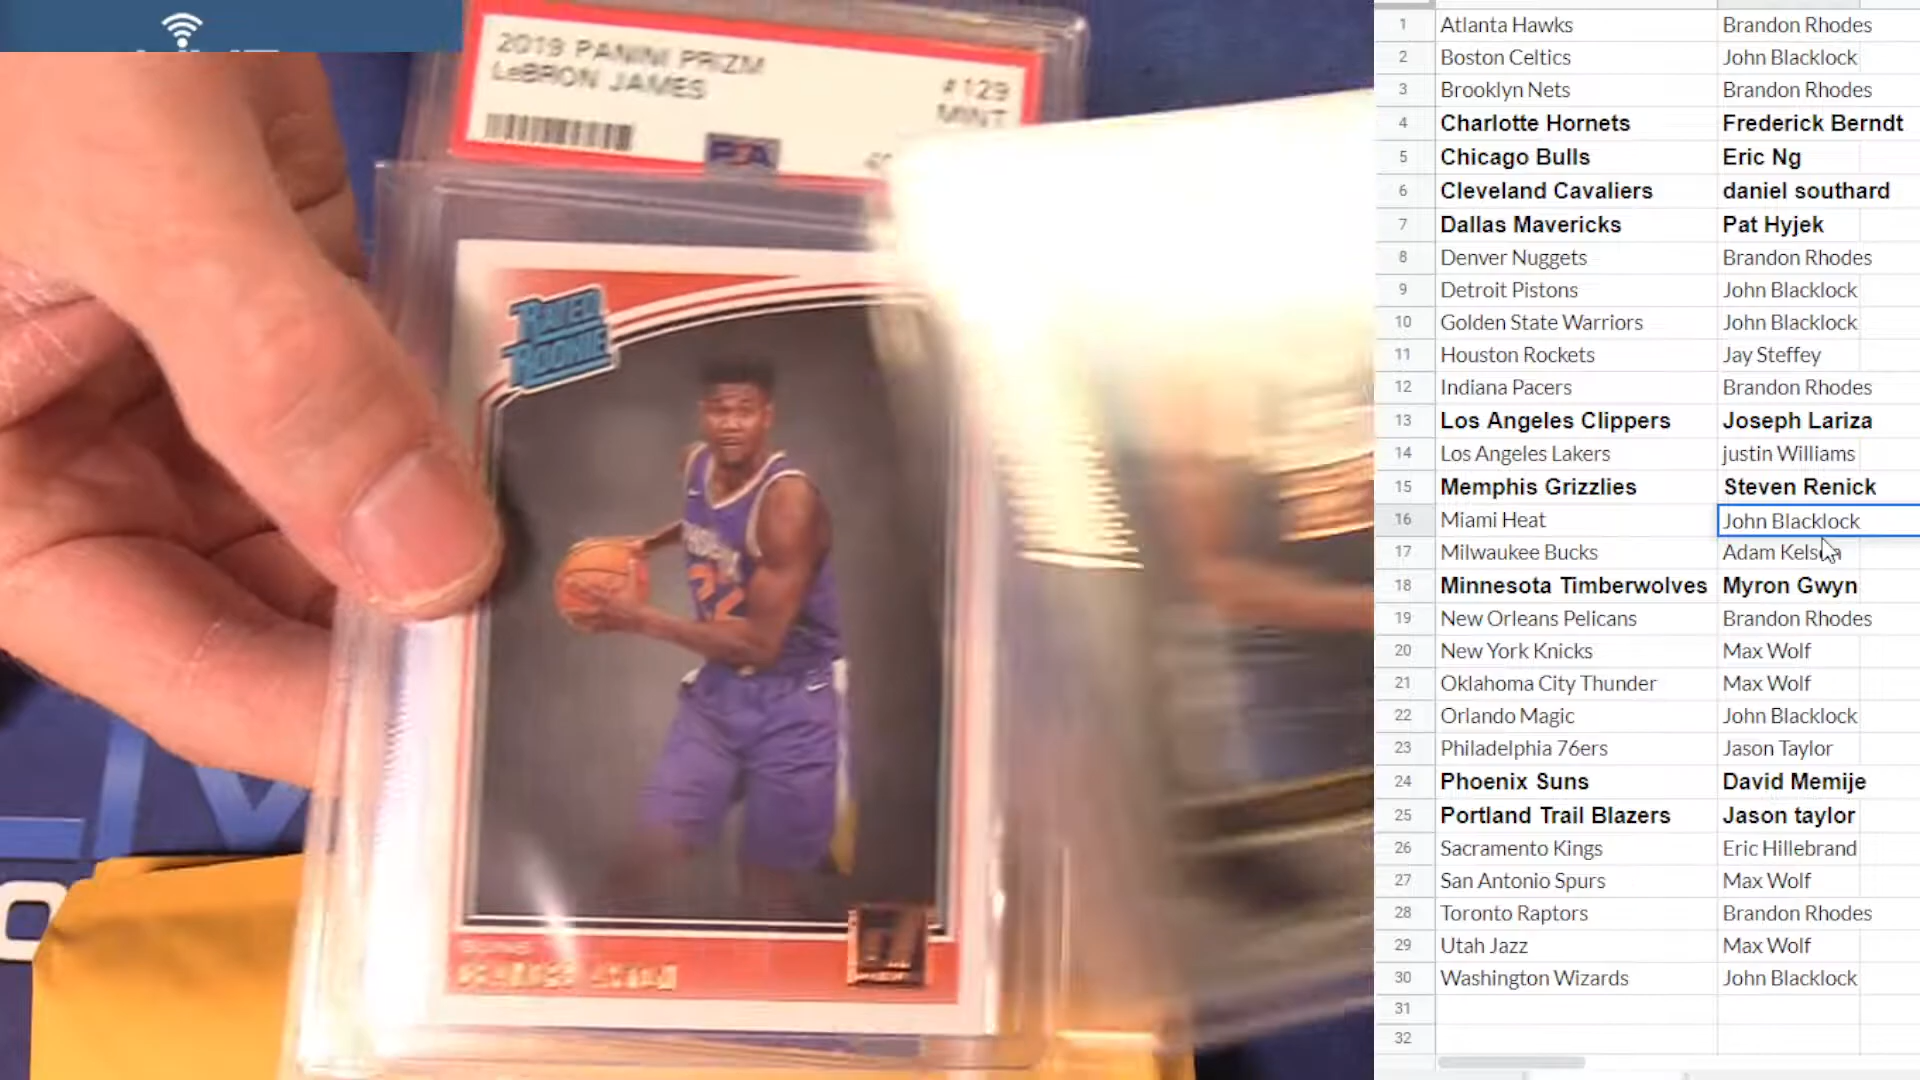 2019 PANINI PRIZM
LeBRON JAMES
#129
MINT
PSA
RATED
ROOKIE
22
SUNS
1 Atlanta Hawks Brandon Rhodes
2 Boston Celtics John Blacklock
3 Brooklyn Nets Brandon Rhodes
4 Charlotte Hornets Frederick Berndt
5 Chicago Bulls Eric Ng
6 Cleveland Cavaliers daniel southard
7 Dallas Mavericks Pat Hyjek
8 Denver Nuggets Brandon Rhodes
9 Detroit Pistons John Blacklock
10 Golden State Warriors John Blacklock
11 Houston Rockets Jay Steffey
12 Indiana Pacers Brandon Rhodes
13 Los Angeles Clippers Joseph Lariza
14 Los Angeles Lakers justin Williams
15 Memphis Grizzlies Steven Renick
16 Miami Heat John Blacklock
17 Milwaukee Bucks Adam
18 Minnesota Timberwolves Myron Gwyn
19 New Orleans Pelicans Brandon Rhodes
20 New York Knicks Max Wolf
21 Oklahoma City Thunder Max Wolf
22 Orlando Magic John Blacklock
23 Philadelphia 76ers Jason Taylor
24 Phoenix Suns David Memije
25 Portland Trail Blazers Jason taylor
26 Sacramento Kings Eric Hillebrand
27 San Antonio Spurs Max Wolf
28 Toronto Raptors Brandon Rhodes
29 Utah Jazz Max Wolf
30 Washington Wizards John Blacklock
31
32